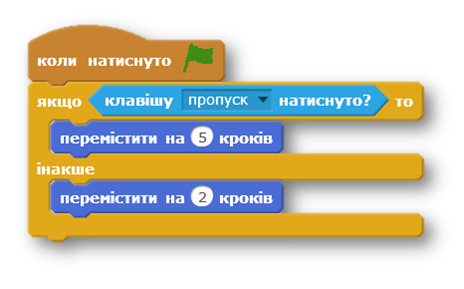 коли натиснуто
якщо клавішу пропуск натиснуто? то
перемістити на 5 кроків
інакше
перемістити на 2 кроків